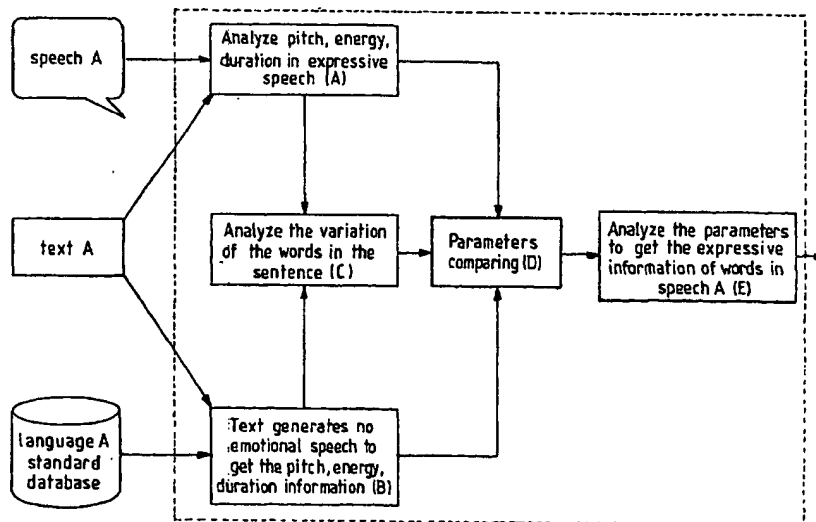 speech A
Analyze pitch, energy,
duration in expressive
speech (A)
text A
Analyze the variation
of the words in the
sentence (C)
Parameters
comparing (D)
Analyze the parameters
to get the expressive
information of words in
speech A (E)
language A
standard
database
Text generates no
emotional speech to
get the pitch, energy,
duration information (B)